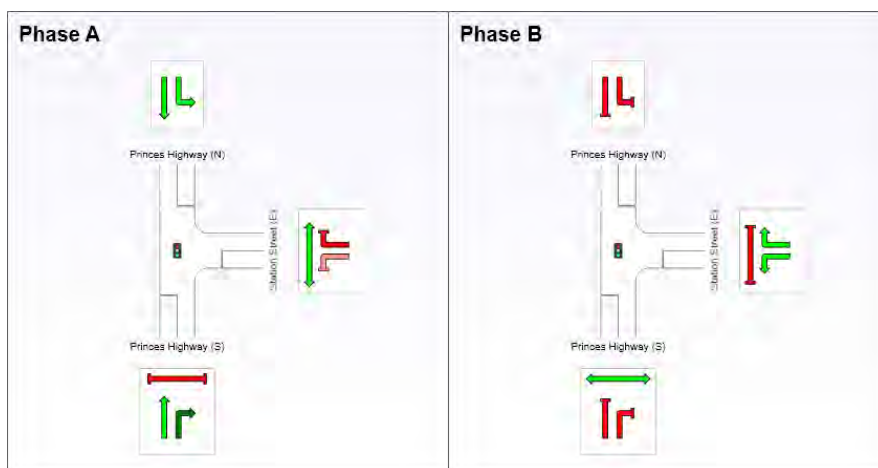 Phase A
Princes Highway (N)
Station Street (E)
Princes Highway (S)
Phase B
Princes Highway (N)
Station Street (E)
Princes Highway (S)